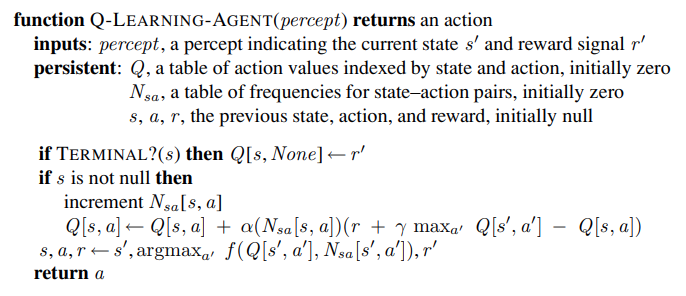 function Q-LEARNING-AGENT(percept) returns an action
inputs: percept, a percept indicating the current state s′ and reward signal r′
persistent: Q, a table of action values indexed by state and action, initially zero
N_sa, a table of frequencies for state–action pairs, initially zero
s, a, r, the previous state, action, and reward, initially null
if TERMINAL?(s) then Q[s, None] ← r′
if s is not null then
increment N_sa[s, a]
Q[s, a] ← Q[s, a] + α(N_sa[s, a])(r + γ max_a′ Q[s′, a′] − Q[s, a])
s, a, r ← s′, argmax_a′ f(Q[s′, a′], N_sa[s′, a′]), r′
return a